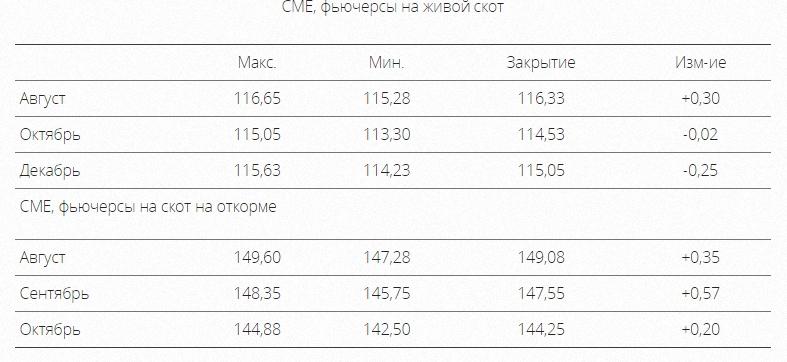 CME, фьючерсы на живой скот
Макс. Мин. Закрытие Изм-ие
Август 116,65 115,28 116,33 +0,30
Октябрь 115,05 113,30 114,53 -0,02
Декабрь 115,63 114,23 115,05 -0,25
CME, фьючерсы на скот на откорме
Август 149,60 147,28 149,08 +0,35
Сентябрь 148,35 145,75 147,55 +0,57
Октябрь 144,88 142,50 144,25 +0,20